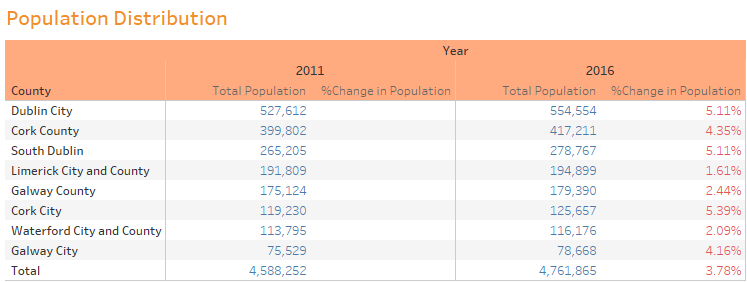 Population Distribution
Year
2011 2016
County Total Population %Change in Population Total Population %Change in Population
Dublin City 527,612 554,554 5.11%
Cork County 399,802 417,211 4.35%
South Dublin 265,205 278,767 5.11%
Limerick City and County 191,809 194,899 1.61%
Galway County 175,124 179,390 2.44%
Cork City 119,230 125,657 5.39%
Waterford City and County 113,795 116,176 2.09%
Galway City 75,529 78,668 4.16%
Total 4,588,252 4,761,865 3.78%